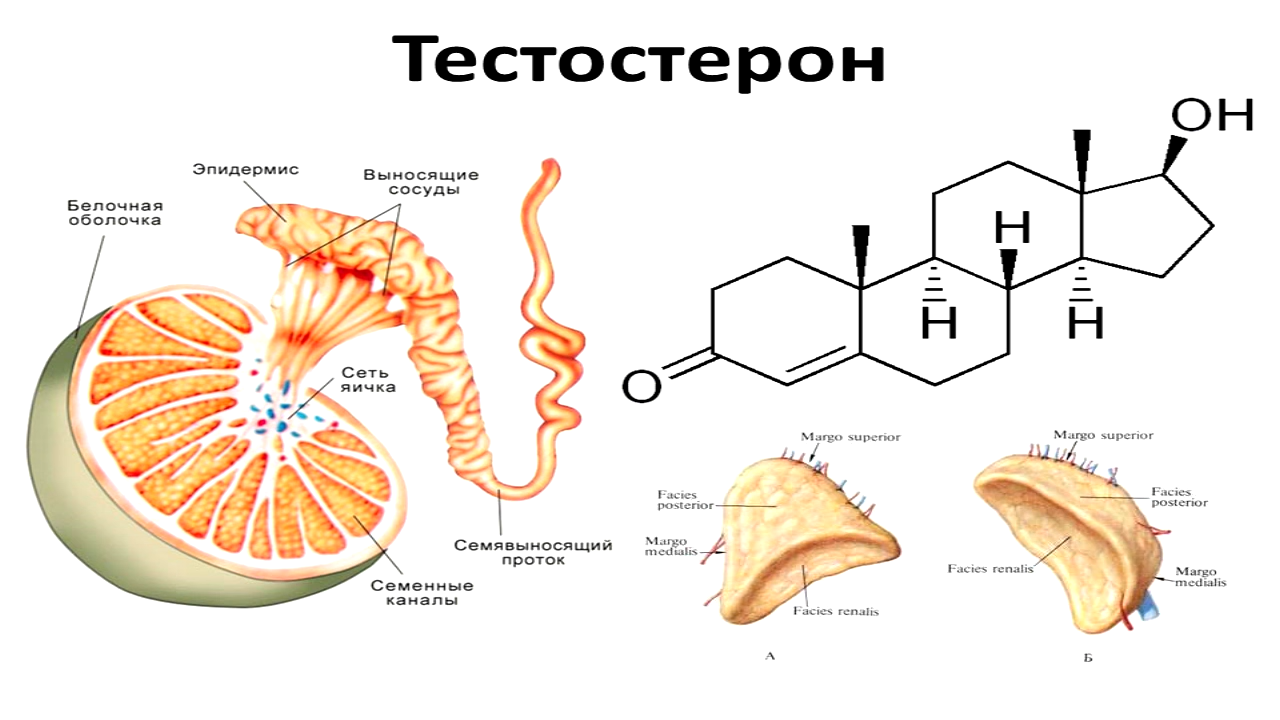 Тестостерон
Эпидермис
Выносящие
сосуды
Белочная
оболочка
Сеть
яичка
Семявыносящий
проток
Семенные
каналы
OH
H
H
H
O
Margo superior
Facies
posterior
Margo
medialis
Facies renalis
А
Margo superior
Facies
posterior
Facies renalis
Margo
medialis
Б